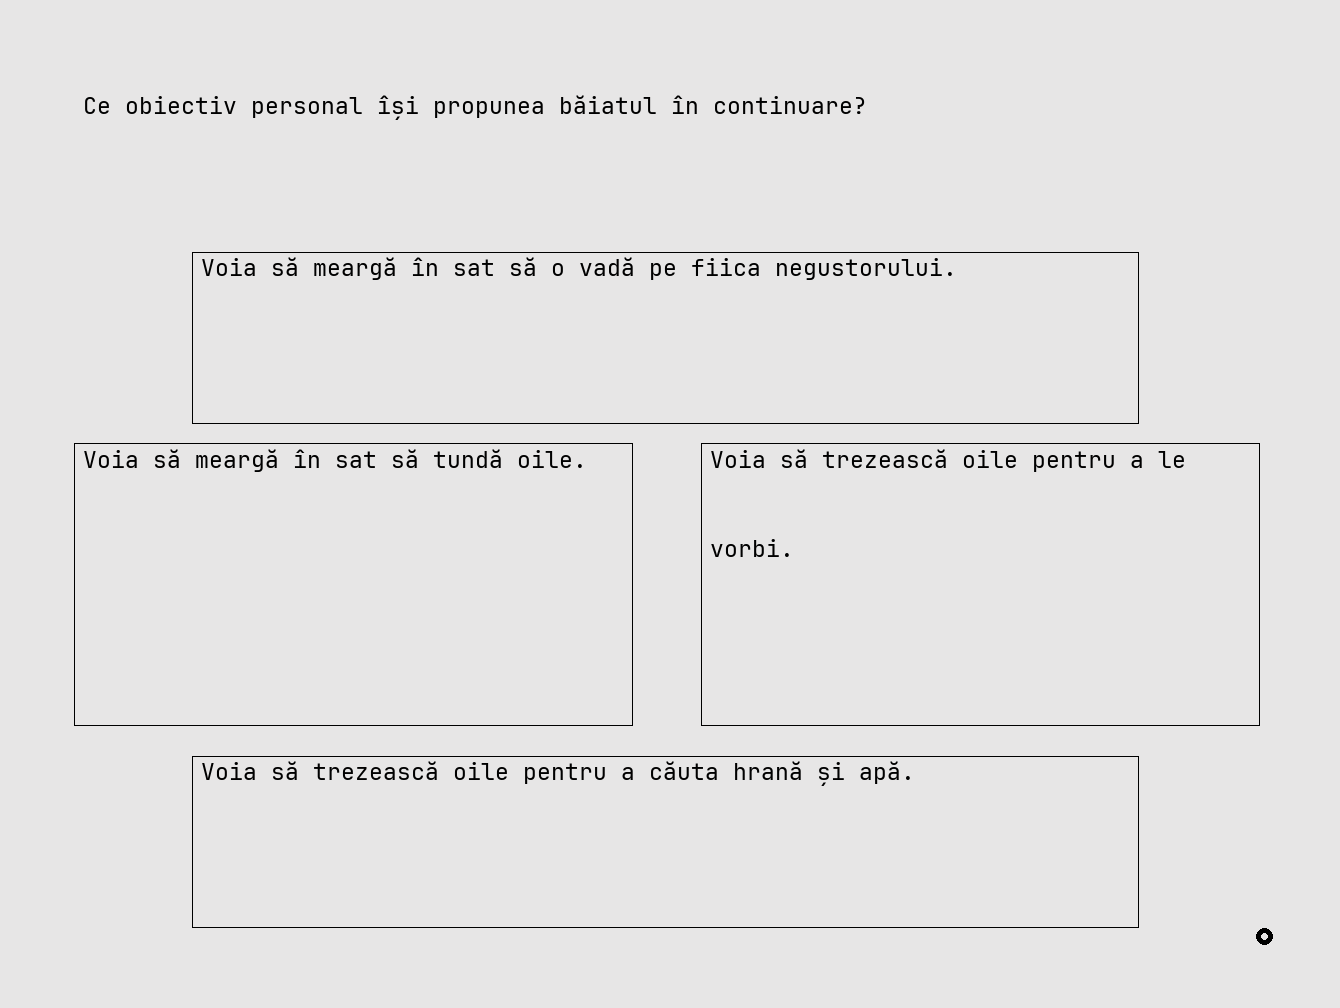 Ce obiectiv personal își propunea băiatul în continuare?
Voia să meargă în sat să o vadă pe fiica negustorului.
Voia să meargă în sat să tundă oile.
Voia să trezească oile pentru a le
vorbi.
Voia să trezească oile pentru a căuta hrană și apă.